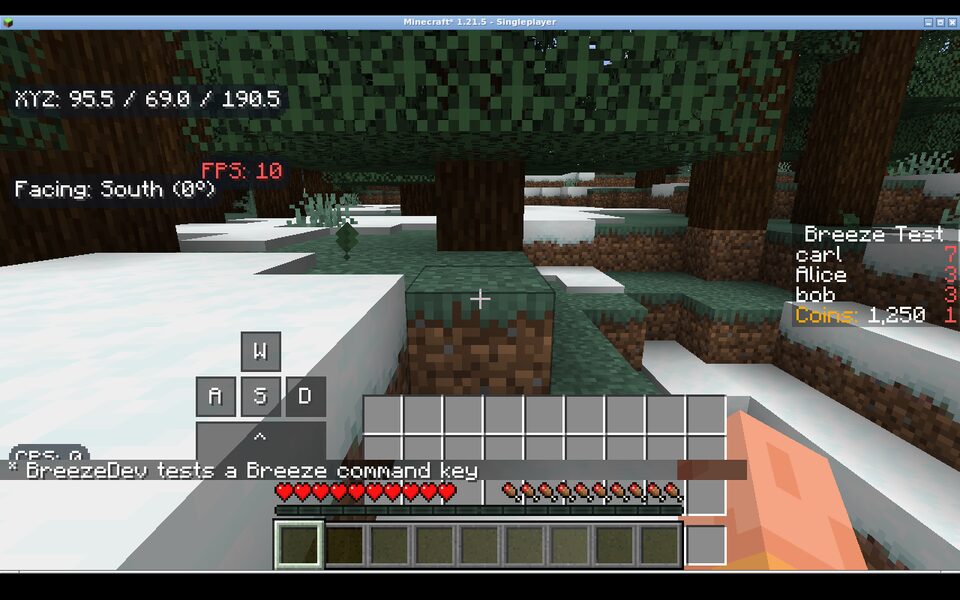 Minecraft* 1.21.5 - Singleplayer
XYZ: 95.5 / 69.0 / 190.5
FPS: 10
Facing: South (0°)
Breeze Test
carl 7
Alice 3
bob 3
Coins: 1,250 1
W
A S D
^
CPS: 0
* BreezeDev tests a Breeze command key